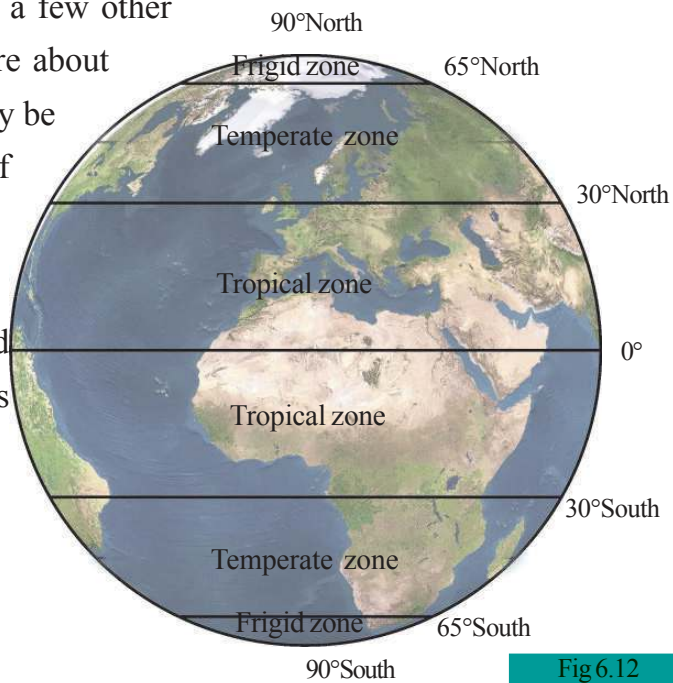 a few other
re about
y be
f
d
s
90°North
Frigid zone
65°North
Temperate zone
30°North
Tropical zone
0°
Tropical zone
30°South
Temperate zone
Frigid zone
65°South
90°South
Fig 6.12